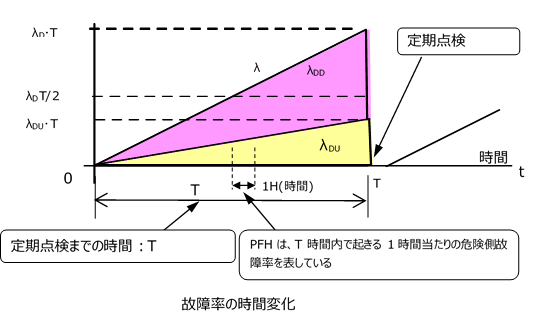 λD･T
定期点検
λ
λDD
λDT/2
λDU･T
λDU
時間
0
T
1H(時間)
T
t
定期点検までの時間 ：T
PFH は、T 時間内で起きる 1 時間当たりの危険側故
障率を表している
故障率の時間変化